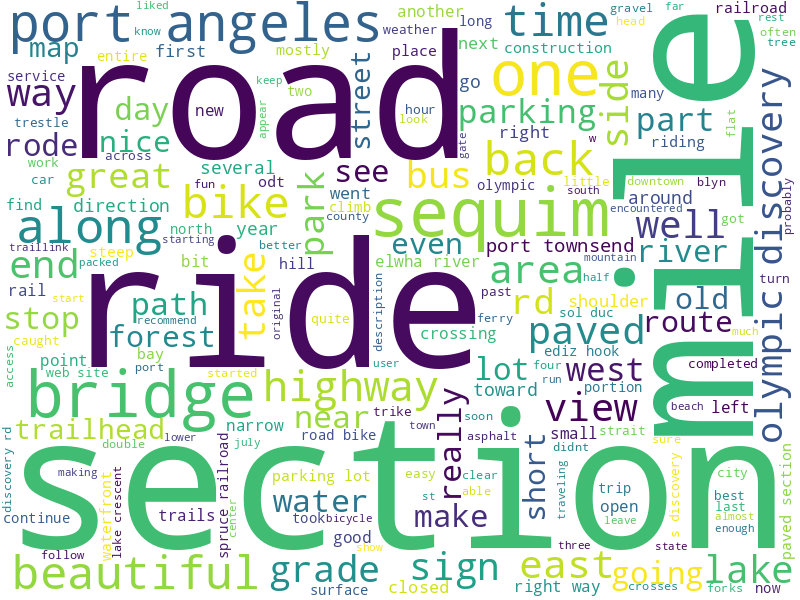 port angeles
another
liked
weather
long
time
gravel
head
far
railroad
rest
often
tree
know
map
entire
mostly
first
place
next
construction
road
service
way
trestle
rode
work
car
day
nice
across
new
two
keep
appear
hour
look
street
go
one
parking
right
gate
many
part
riding
w
side
mile
flat
olympic discovery
probably
several
great
fun
odt
see
park
bus
back
olympic
little
south
downtown
blyn
around
encountered
got
find
direction
bike
went
climb
county
sequim
well
along
north
year
starting
better
even
port townsend
river
mountain
traillink
steep
packed
bit
hill
take
elwha river
area
half
turn
end
rail
start
path
recommend
original
quite
description
past
ferry
rd
sol duc
shoulder
old
much
stop
caught
forest
crossing
paved
route
ride
access
point
bay
web site
port
started
user
ediz hook
four
run
west
portion
completed
bridge
highway
lot
toward
trailhead
double
lower
narrow
july
near
road bike
trike
town
really
soon
asphalt
view
small
beach
left
strait
sure
didnt
short
section
discovery rd
making
waterfront
lake crescent
spruce railroad
center
parking lot
easy
clear
able
st
water
traveling
trip
open
leave
s discovery rd
city
best
last
almost
enough
paved section
continue
trails
took
bicycle
good
make
follow
show
closed
surface
three
state
beautiful
grade
sign
east
right way
going
crosses
lake
forks
now